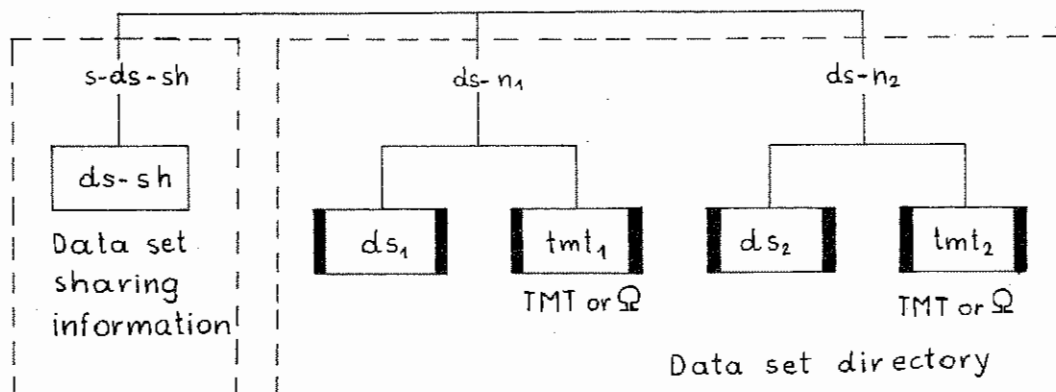 s-ds-sh
ds-n₁
ds-n₂
ds-sh
ds₁
tmt₁
ds₂
tmt₂
Data set
sharing
information
TMT or Ω
TMT or Ω
Data set directory